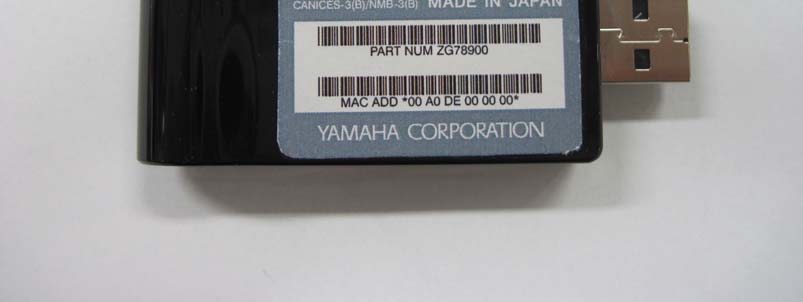 CANICES-3(B)/NMB-3(B) MADE IN JAPAN
PART NUM ZG78900
MAC ADD *00 A0 DE 00 00 00*
YAMAHA CORPORATION